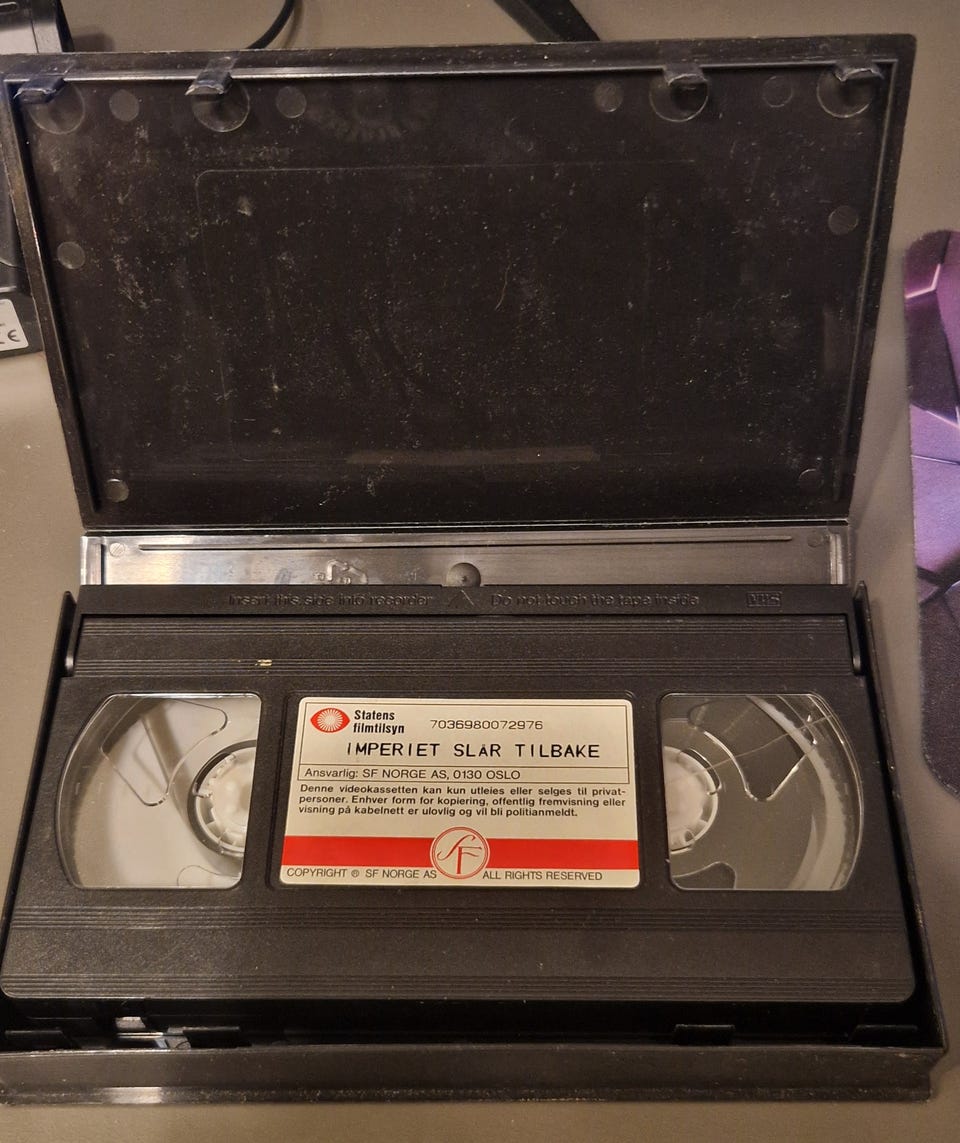 Insert this side into recorder Do not touch the tape inside VHS
Statens
filmtilsyn
7036980072976
IMPERIET SLÅR TILBAKE
Ansvarlig: SF NORGE AS, 0130 OSLO
Denne videokassetten kan kun utleies eller selges til privat-
personer. Enhver form for kopiering, offentlig fremvisning eller
visning på kabelnett er ulovlig og vil bli politianmeldt.
SF
COPYRIGHT ® SF NORGE AS ALL RIGHTS RESERVED
CE